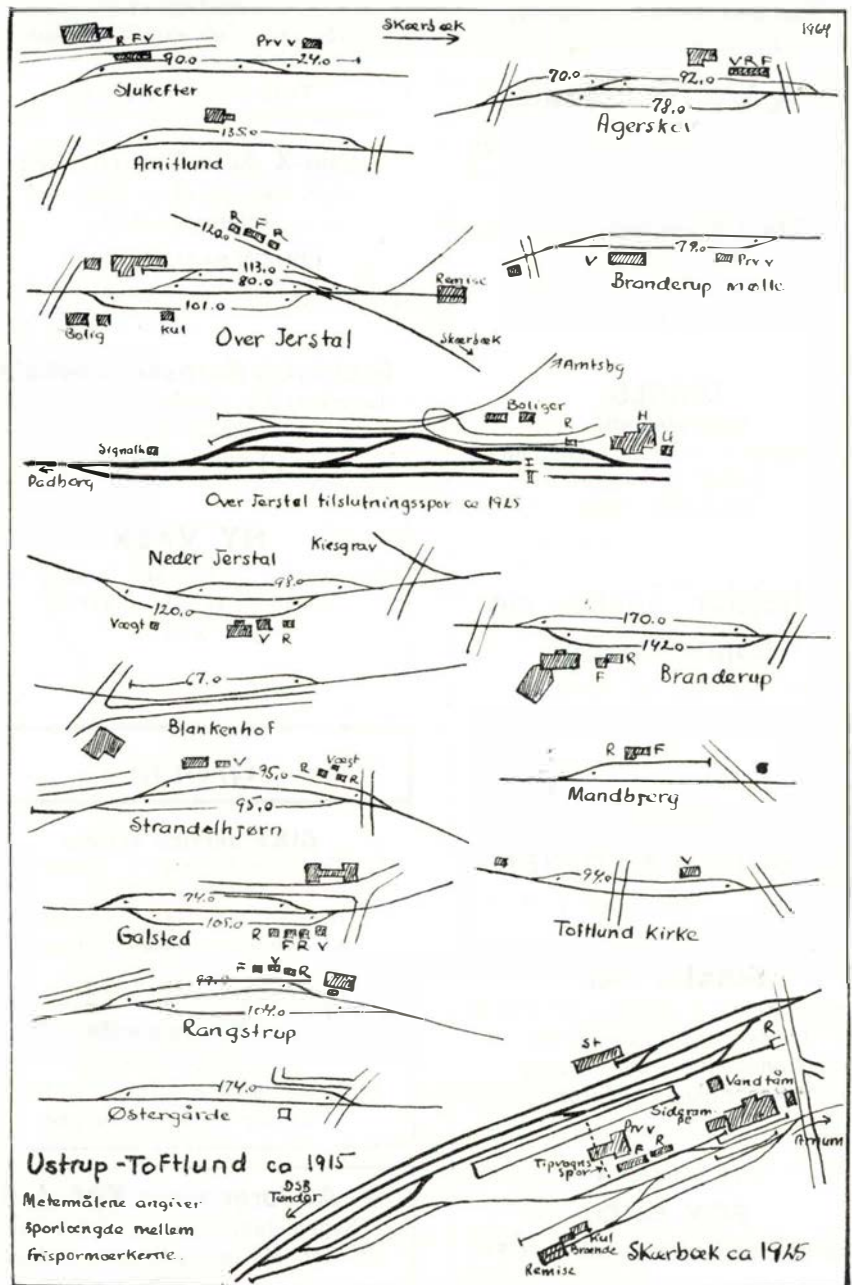 Skærbæk
1964
R F V
Prv v
90.0
24.0
Slukefter
70.0
92.0
V R F
78.0
Agerskov
135.0
Arnitlund
120.0
R F R
113.0
80.0
101.0
Bolig
Kul
Over Jerstal
Remise
Skærbæk
V
79.0
Prv v
Branderup mølle
Amtsbg
Boliger
R
H
U
Signalh
I
II
Padborg
Over Jerstal tilslutningsspor ca 1925
Neder Jerstal
Kiesgrav
98.0
120.0
Vægt
V R
170.0
142.0
F R
Branderup
67.0
Blankenhof
V
95.0
Vægt
R
R
95.0
Strandelhjørn
R F
Mandbjerg
74.0
105.0
R F R V
Galsted
94.0
V
Toftlund Kirke
F V R
99.0
104.0
Rangstrup
174.0
Østergårde
St
R
Vandtårn
Siderampe
Prv v
Tipvogns
spor
F R
Arnum
Kul
Brænde
Remise
Skærbæk ca 1925
DSB
Tønder
Ustrup-Toftlund ca 1915
Metermålene angiver
sporlængde mellem
Frispormærkerne.